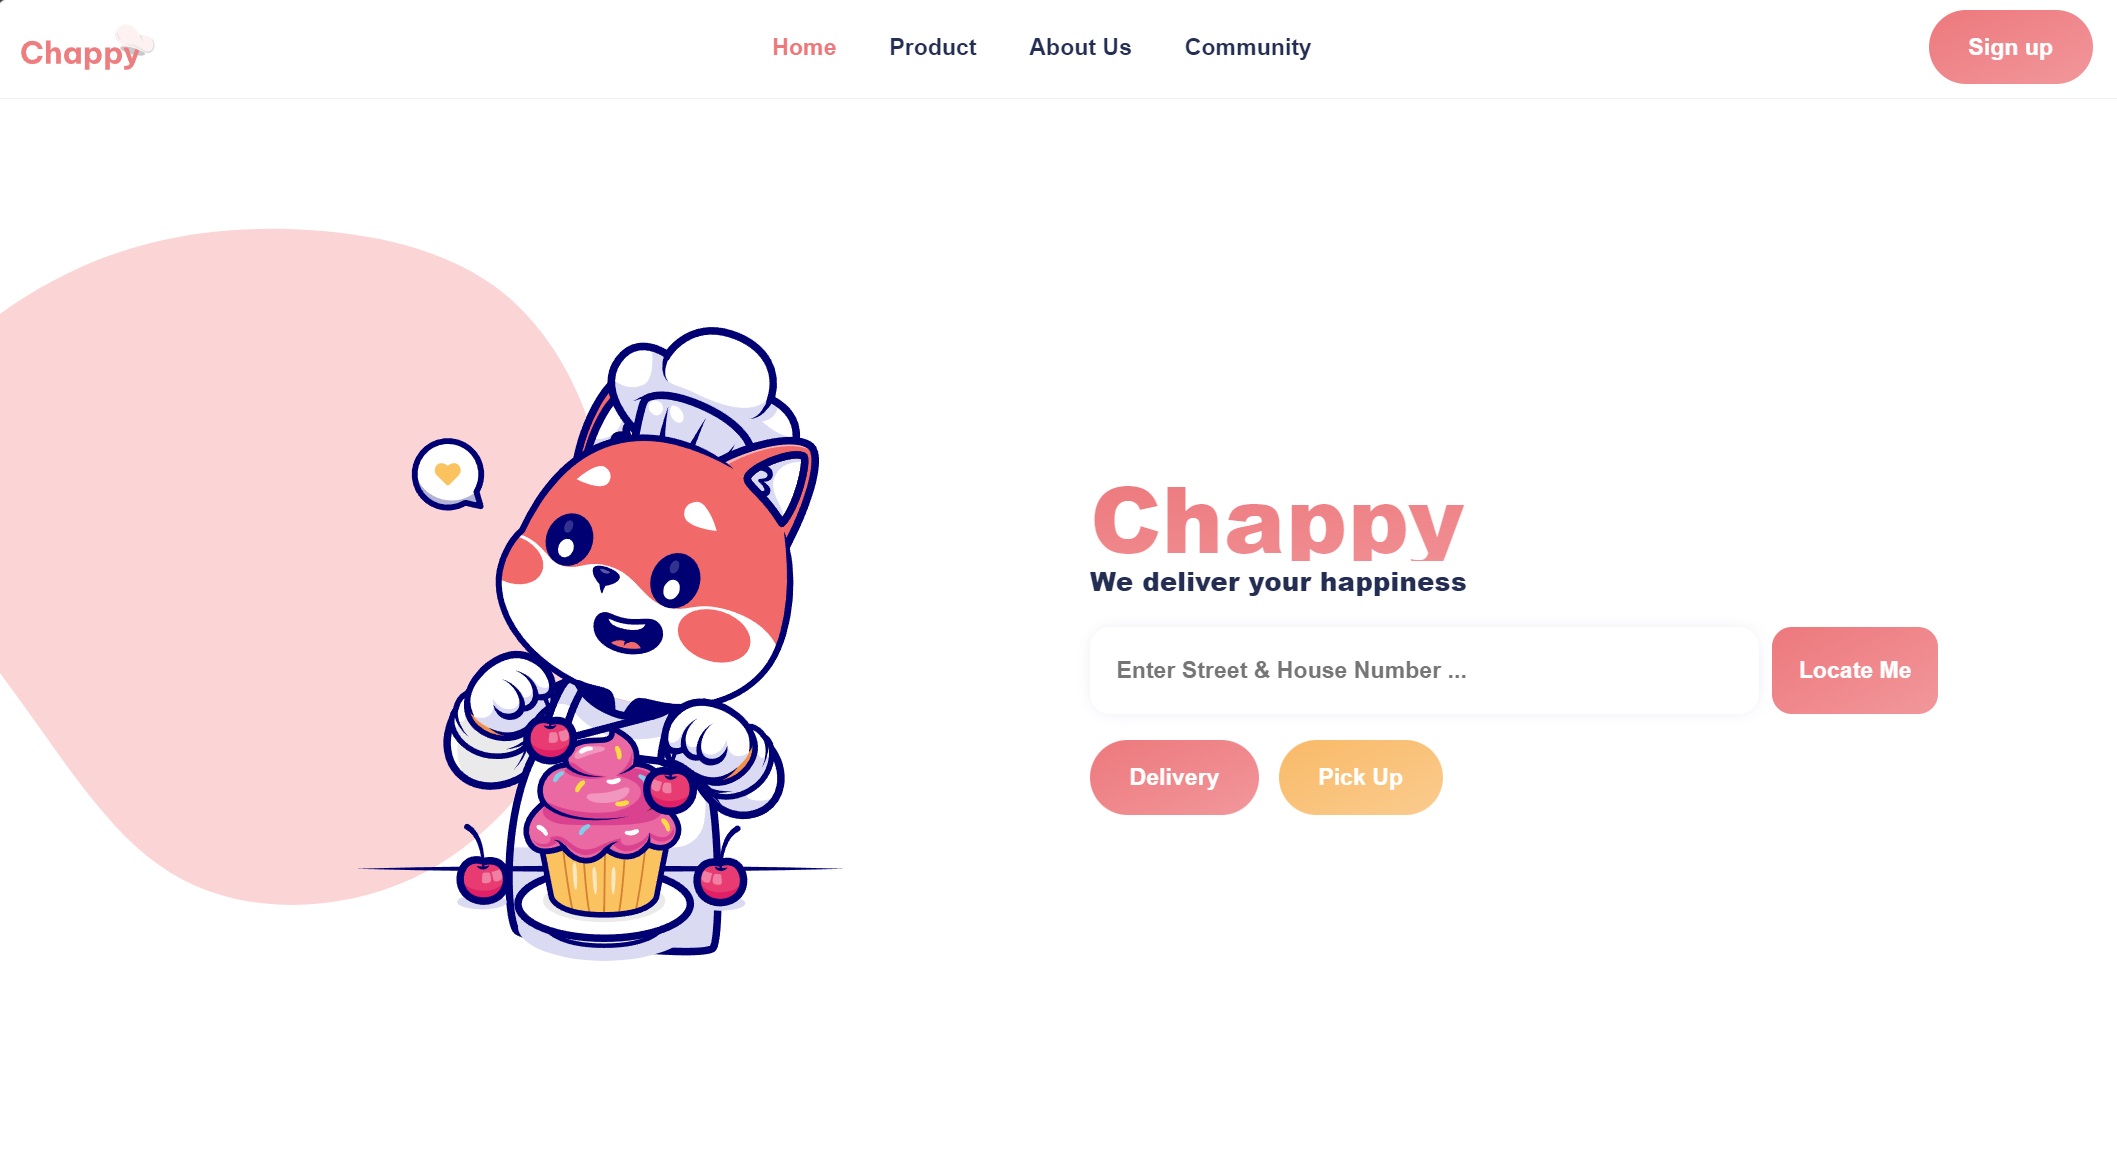 Chappy
Home Product About Us Community
Sign up
Chappy
We deliver your happiness
Enter Street & House Number ...
Locate Me
Delivery
Pick Up